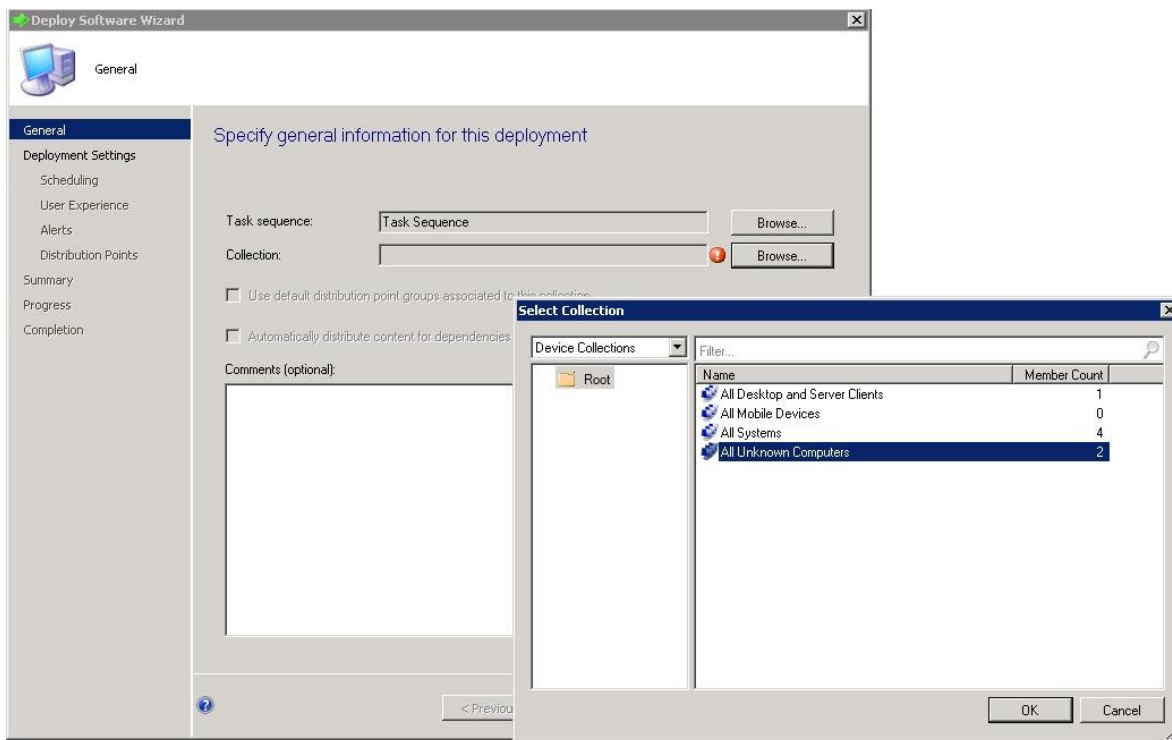 Deploy Software Wizard
General
General
Deployment Settings
Scheduling
User Experience
Alerts
Distribution Points
Summary
Progress
Completion
Specify general information for this deployment
Task sequence:
Task Sequence
Browse...
Collection:
Browse...
Use default distribution point groups associated to this collection
Automatically distribute content for dependencies
Comments (optional):
< Previou
Select Collection
Device Collections
Root
Filter...
Name Member Count
All Desktop and Server Clients 1
All Mobile Devices 0
All Systems 4
All Unknown Computers 2
OK
Cancel